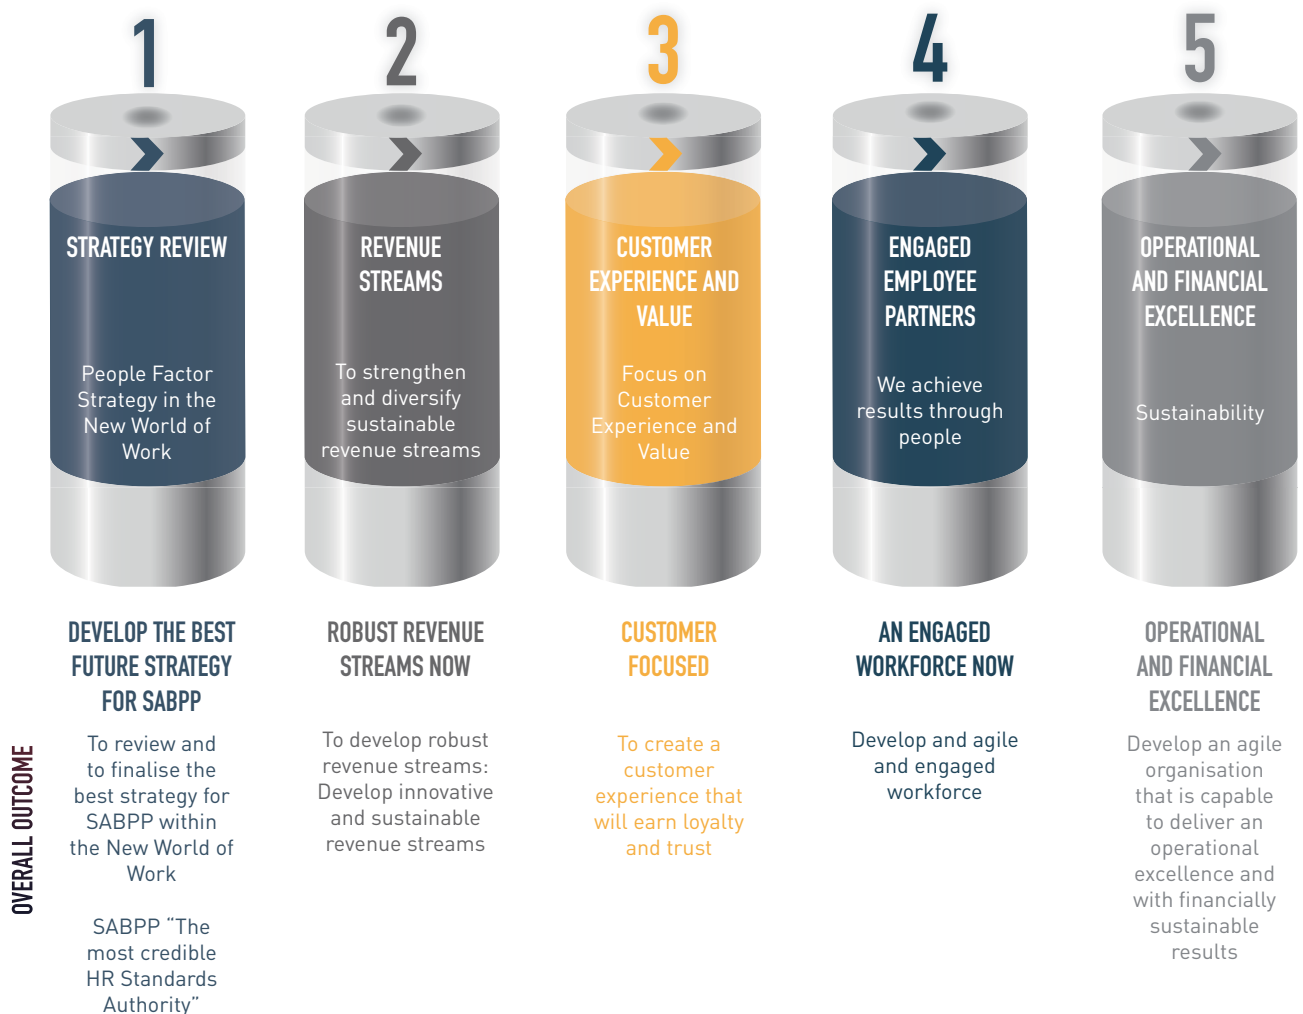 1
STRATEGY REVIEW
People Factor
Strategy in the
New World of
Work
2
REVENUE
STREAMS
To strengthen
and diversify
sustainable
revenue streams
3
CUSTOMER
EXPERIENCE AND
VALUE
Focus on
Customer
Experience and
Value
4
ENGAGED
EMPLOYEE
PARTNERS
We achieve
results through
people
5
OPERATIONAL
AND FINANCIAL
EXCELLENCE
Sustainability
OVERALL OUTCOME
DEVELOP THE BEST
FUTURE STRATEGY
FOR SABPP
To review and
to finalise the
best strategy for
SABPP within
the New World of
Work
SABPP “The
most credible
HR Standards
Authority”
ROBUST REVENUE
STREAMS NOW
To develop robust
revenue streams:
Develop innovative
and sustainable
revenue streams
CUSTOMER
FOCUSED
To create a
customer
experience that
will earn loyalty
and trust
AN ENGAGED
WORKFORCE NOW
Develop and agile
and engaged
workforce
OPERATIONAL
AND FINANCIAL
EXCELLENCE
Develop an agile
organisation
that is capable
to deliver an
operational
excellence and
with financially
sustainable
results